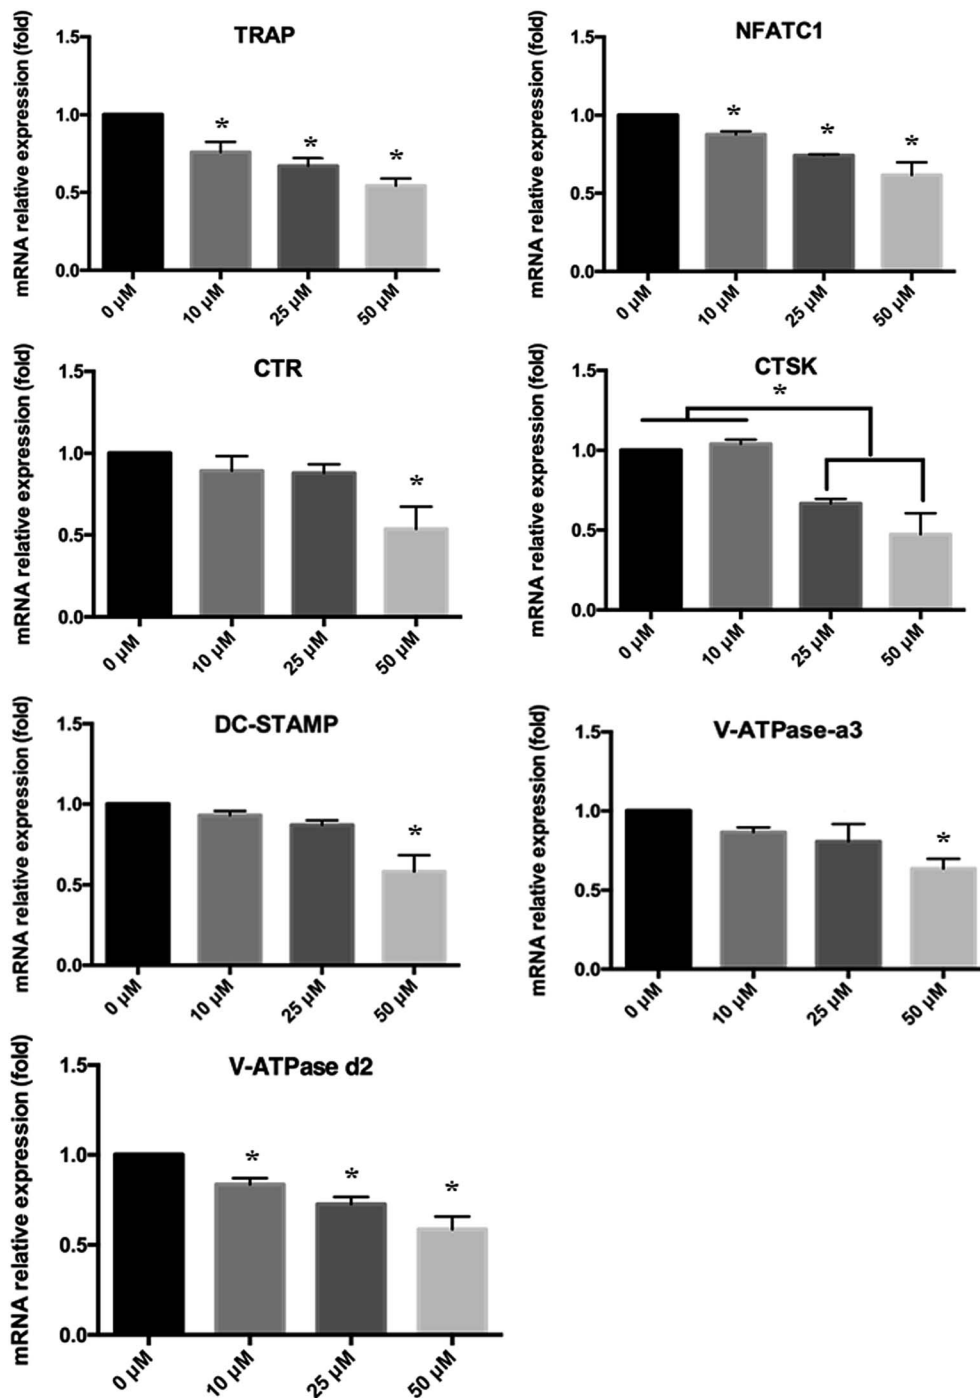 TRAP
mRNA relative expression (fold)
1.5
1.0
0.5
0.0
*
*
*
0 µM
10 µM
25 µM
50 µM
NFATC1
mRNA relative expression (fold)
1.5
1.0
0.5
0.0
*
*
*
0 µM
10 µM
25 µM
50 µM
CTR
mRNA relative expression (fold)
1.5
1.0
0.5
0.0
*
0 µM
10 µM
25 µM
50 µM
CTSK
mRNA relative expression (fold)
1.5
1.0
0.5
0.0
*
0 µM
10 µM
25 µM
50 µM
DC-STAMP
mRNA relative expression (fold)
1.5
1.0
0.5
0.0
*
0 µM
10 µM
25 µM
50 µM
V-ATPase-a3
mRNA relative expression (fold)
1.5
1.0
0.5
0.0
*
0 µM
10 µM
25 µM
50 µM
V-ATPase d2
mRNA relative expression (fold)
1.5
1.0
0.5
0.0
*
*
*
0 µM
10 µM
25 µM
50 µM